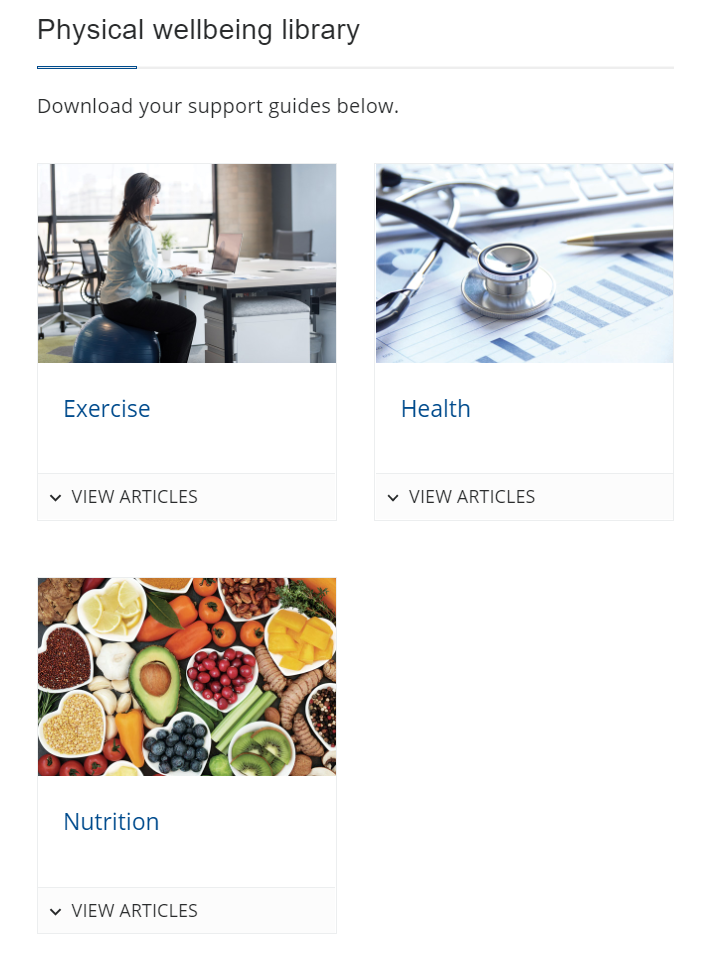 Physical wellbeing library
Download your support guides below.
Exercise
VIEW ARTICLES
Health
VIEW ARTICLES
Nutrition
VIEW ARTICLES